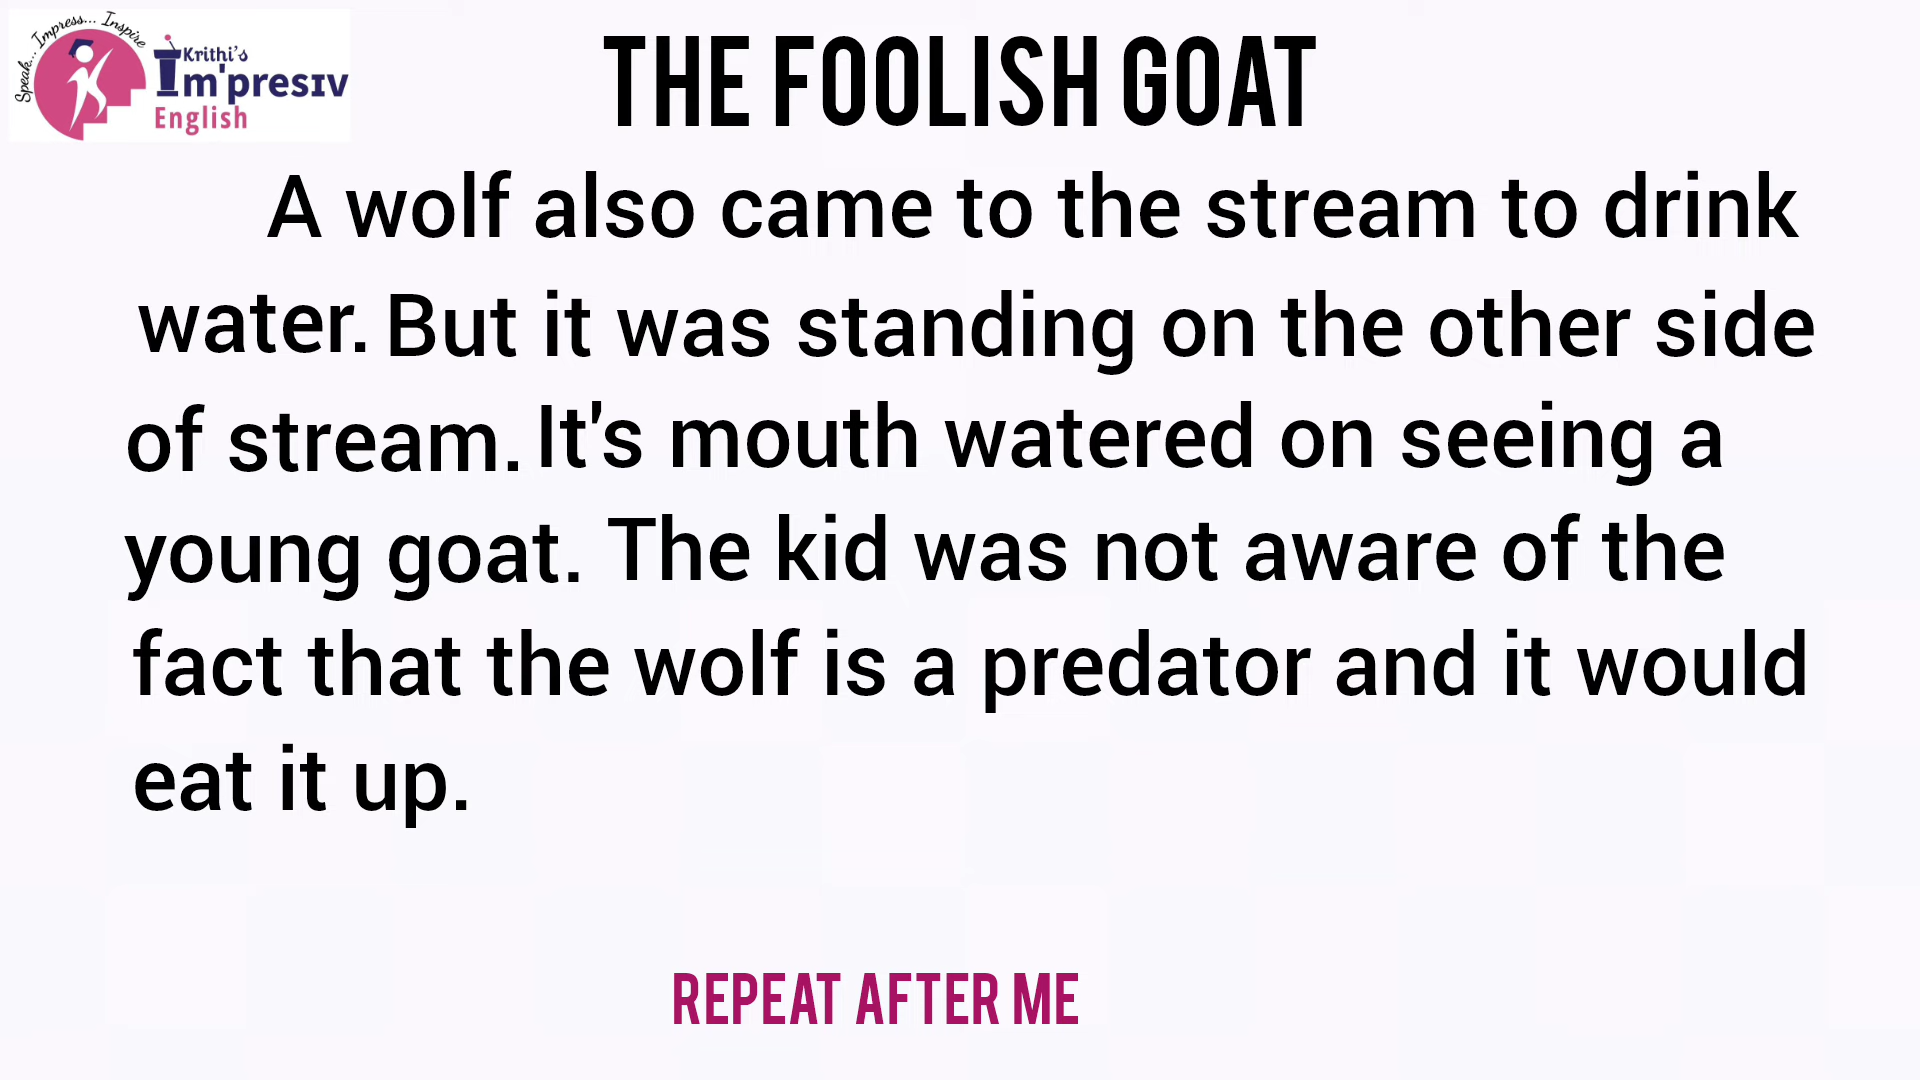 Speak... Impress... Inspire
Krithi's
Im'presiv
English
THE FOOLISH GOAT
A wolf also came to the stream to drink
water. But it was standing on the other side
of stream. It's mouth watered on seeing a
young goat. The kid was not aware of the
fact that the wolf is a predator and it would
eat it up.
REPEAT AFTER ME